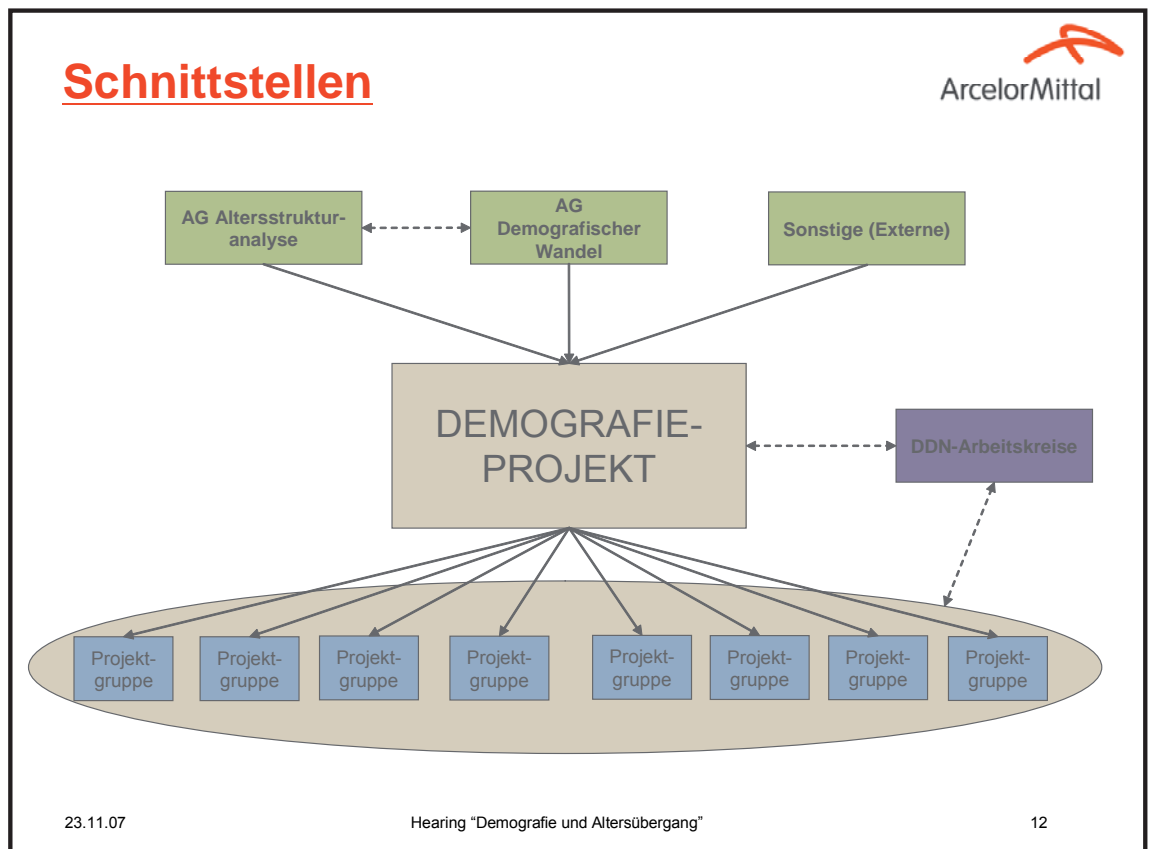 Schnittstellen
ArcelorMittal
AG Altersstruktur-
analyse
AG
Demografischer
Wandel
Sonstige (Externe)
DEMOGRAFIE-
PROJEKT
DDN-Arbeitskreise
Projekt-
gruppe
Projekt-
gruppe
Projekt-
gruppe
Projekt-
gruppe
Projekt-
gruppe
Projekt-
gruppe
Projekt-
gruppe
Projekt-
gruppe
23.11.07
Hearing “Demografie und Altersübergang”
12